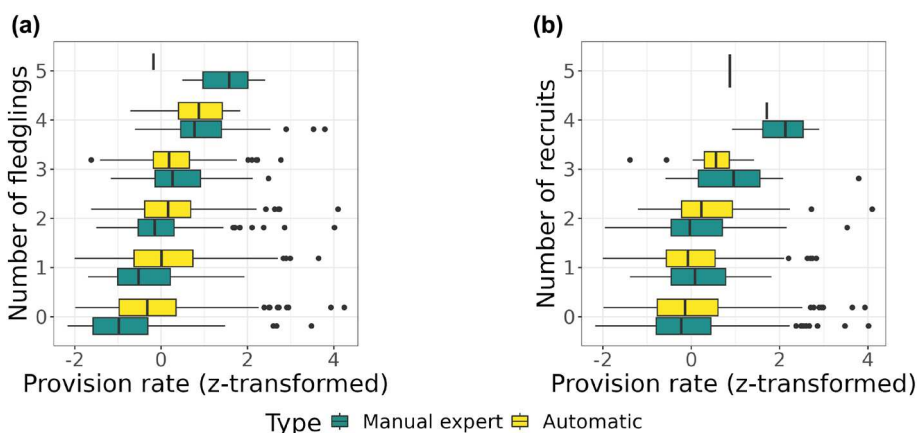 (a)
Number of fledglings
5
4
3
2
1
0
-2 0 2 4
Provision rate (z-transformed)
(b)
Number of recruits
5
4
3
2
1
0
-2 0 2 4
Provision rate (z-transformed)
Type Manual expert Automatic